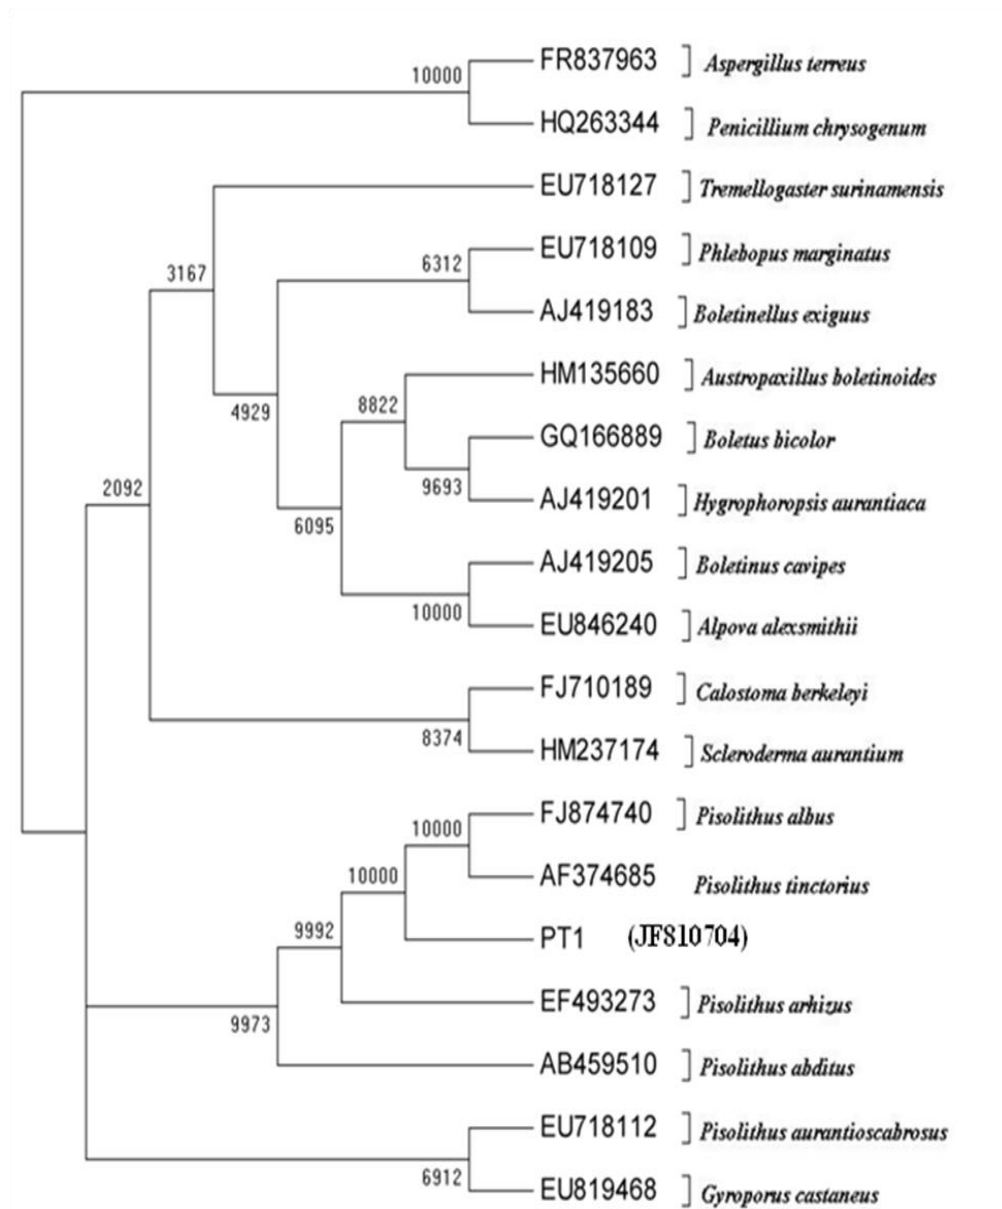 10000
FR837963 ] Aspergillus terreus
HQ263344 ] Penicillium chrysogenum
EU718127 ] Tremellogaster surinamensis
3167
6312
EU718109 ] Phlebopus marginatus
AJ419183 ] Boletinellus exiguus
4929
HM135660 ] Austropaxillus boletinoides
8822
GQ166889 ] Boletus bicolor
2092
9693
AJ419201 ] Hygrophoropsis aurantiaca
6095
AJ419205 ] Boletinus cavipes
10000
EU846240 ] Alpova alexsmithii
FJ710189 ] Calostoma berkeleyi
8374
HM237174 ] Scleroderma aurantium
FJ874740 ] Pisolithus albus
10000
10000
AF374685 Pisolithus tinctorius
9992
PT1 (JF810704)
EF493273 ] Pisolithus arhizus
9973
AB459510 ] Pisolithus abditus
EU718112 ] Pisolithus aurantioscabrosus
6912
EU819468 ] Gyroporus castaneus